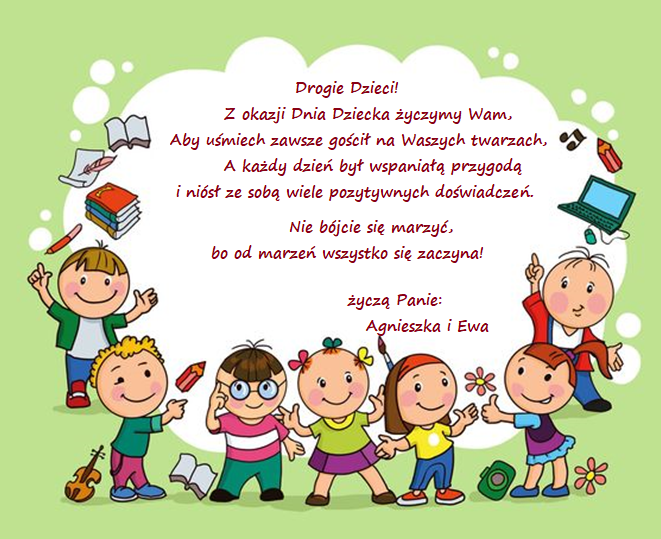 Drogie Dzieci!
Z okazji Dnia Dziecka życzymy Wam,
Aby uśmiech zawsze gościł na Waszych twarzach,
A każdy dzień był wspaniałą przygodą
i niósł ze sobą wiele pozytywnych doświadczeń.
Nie bójcie się marzyć,
bo od marzeń wszystko się zaczyna!
życzą Panie:
Agnieszka i Ewa